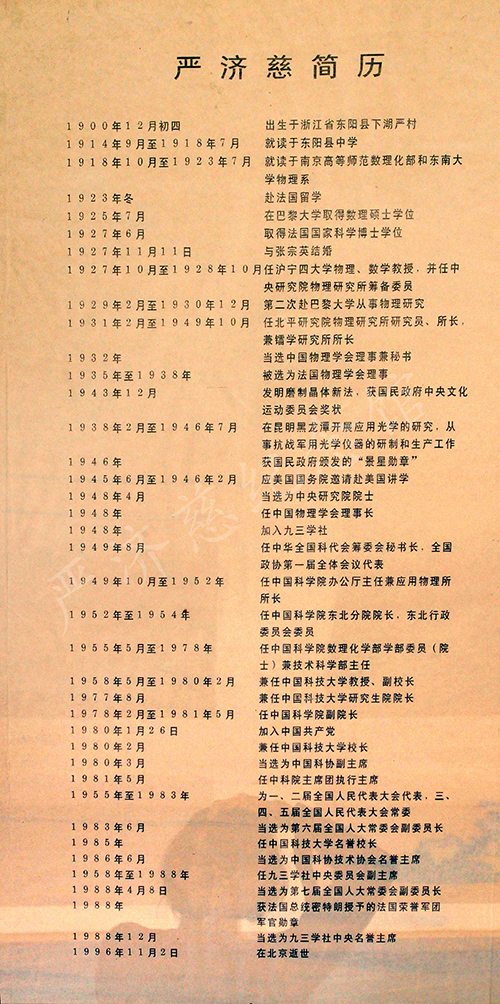 严济慈简历
1900年12月初四 出生于浙江省东阳县下湖严村
1914年9月至1918年7月 就读于东阳县中学
1918年10月至1923年7月 就读于南京高等师范数理化部和东南大
学物理系
1923年冬 赴法国留学
1925年7月 在巴黎大学取得数理硕士学位
1927年6月 取得法国国家科学博士学位
1927年11月11日 与张宗英结婚
1927年10月至1928年10月任沪宁四大学物理、数学教授，并任中
央研究院物理研究所筹备委员
1929年2月至1930年12月 第二次赴巴黎大学从事物理研究
1931年2月至1949年10月 任北平研究院物理研究所研究员、所长，
兼镭学研究所所长
1932年 当选中国物理学会理事兼秘书
1935年至1938年 被选为法国物理学会理事
1943年12月 发明磨制晶体新法，获国民政府中央文化
运动委员会奖状
1938年2月至1946年7月 在昆明黑龙潭开展应用光学的研究，从
事抗战军用光学仪器的研制和生产工作
1946年 获国民政府颁发的“景星勋章”
1945年6月至1946年2月 应美国国务院邀请赴美国讲学
1948年4月 当选为中央研究院院士
1948年 任中国物理学会理事长
1948年 加入九三学社
1949年8月 任中华全国科代会筹委会秘书长，全国
政协第一届全体会议代表
1949年10月至1952年 任中国科学院办公厅主任兼应用物理所
所长
1952年至1954年 任中国科学院东北分院院长，东北行政
委员会委员
1955年5月至1978年 任中国科学院数理化学部学部委员（院
士）兼技术科学部主任
1958年5月至1980年2月 兼任中国科技大学教授、副校长
1977年8月 兼任中国科技大学研究生院院长
1978年2月至1981年5月 任中国科学院副院长
1980年1月26日 加入中国共产党
1980年2月 兼任中国科技大学校长
1980年3月 当选为中国科协副主席
1981年5月 任中科院主席团执行主席
1955年至1983年 为一、二届全国人民代表大会代表，三、
四、五届全国人民代表大会常委
1983年6月 当选为第六届全国人大常委会副委员长
1985年 任中国科技大学名誉校长
1986年6月 当选为中国科协技术协会名誉主席
1958年至1988年 任九三学社中央委员会副主席
1988年4月8日 当选为第七届全国人大常委会副委员长
1988年 获法国总统密特朗授予的法国荣誉军团
军官勋章
1988年12月 当选为九三学社中央名誉主席
1996年11月2日 在北京逝世